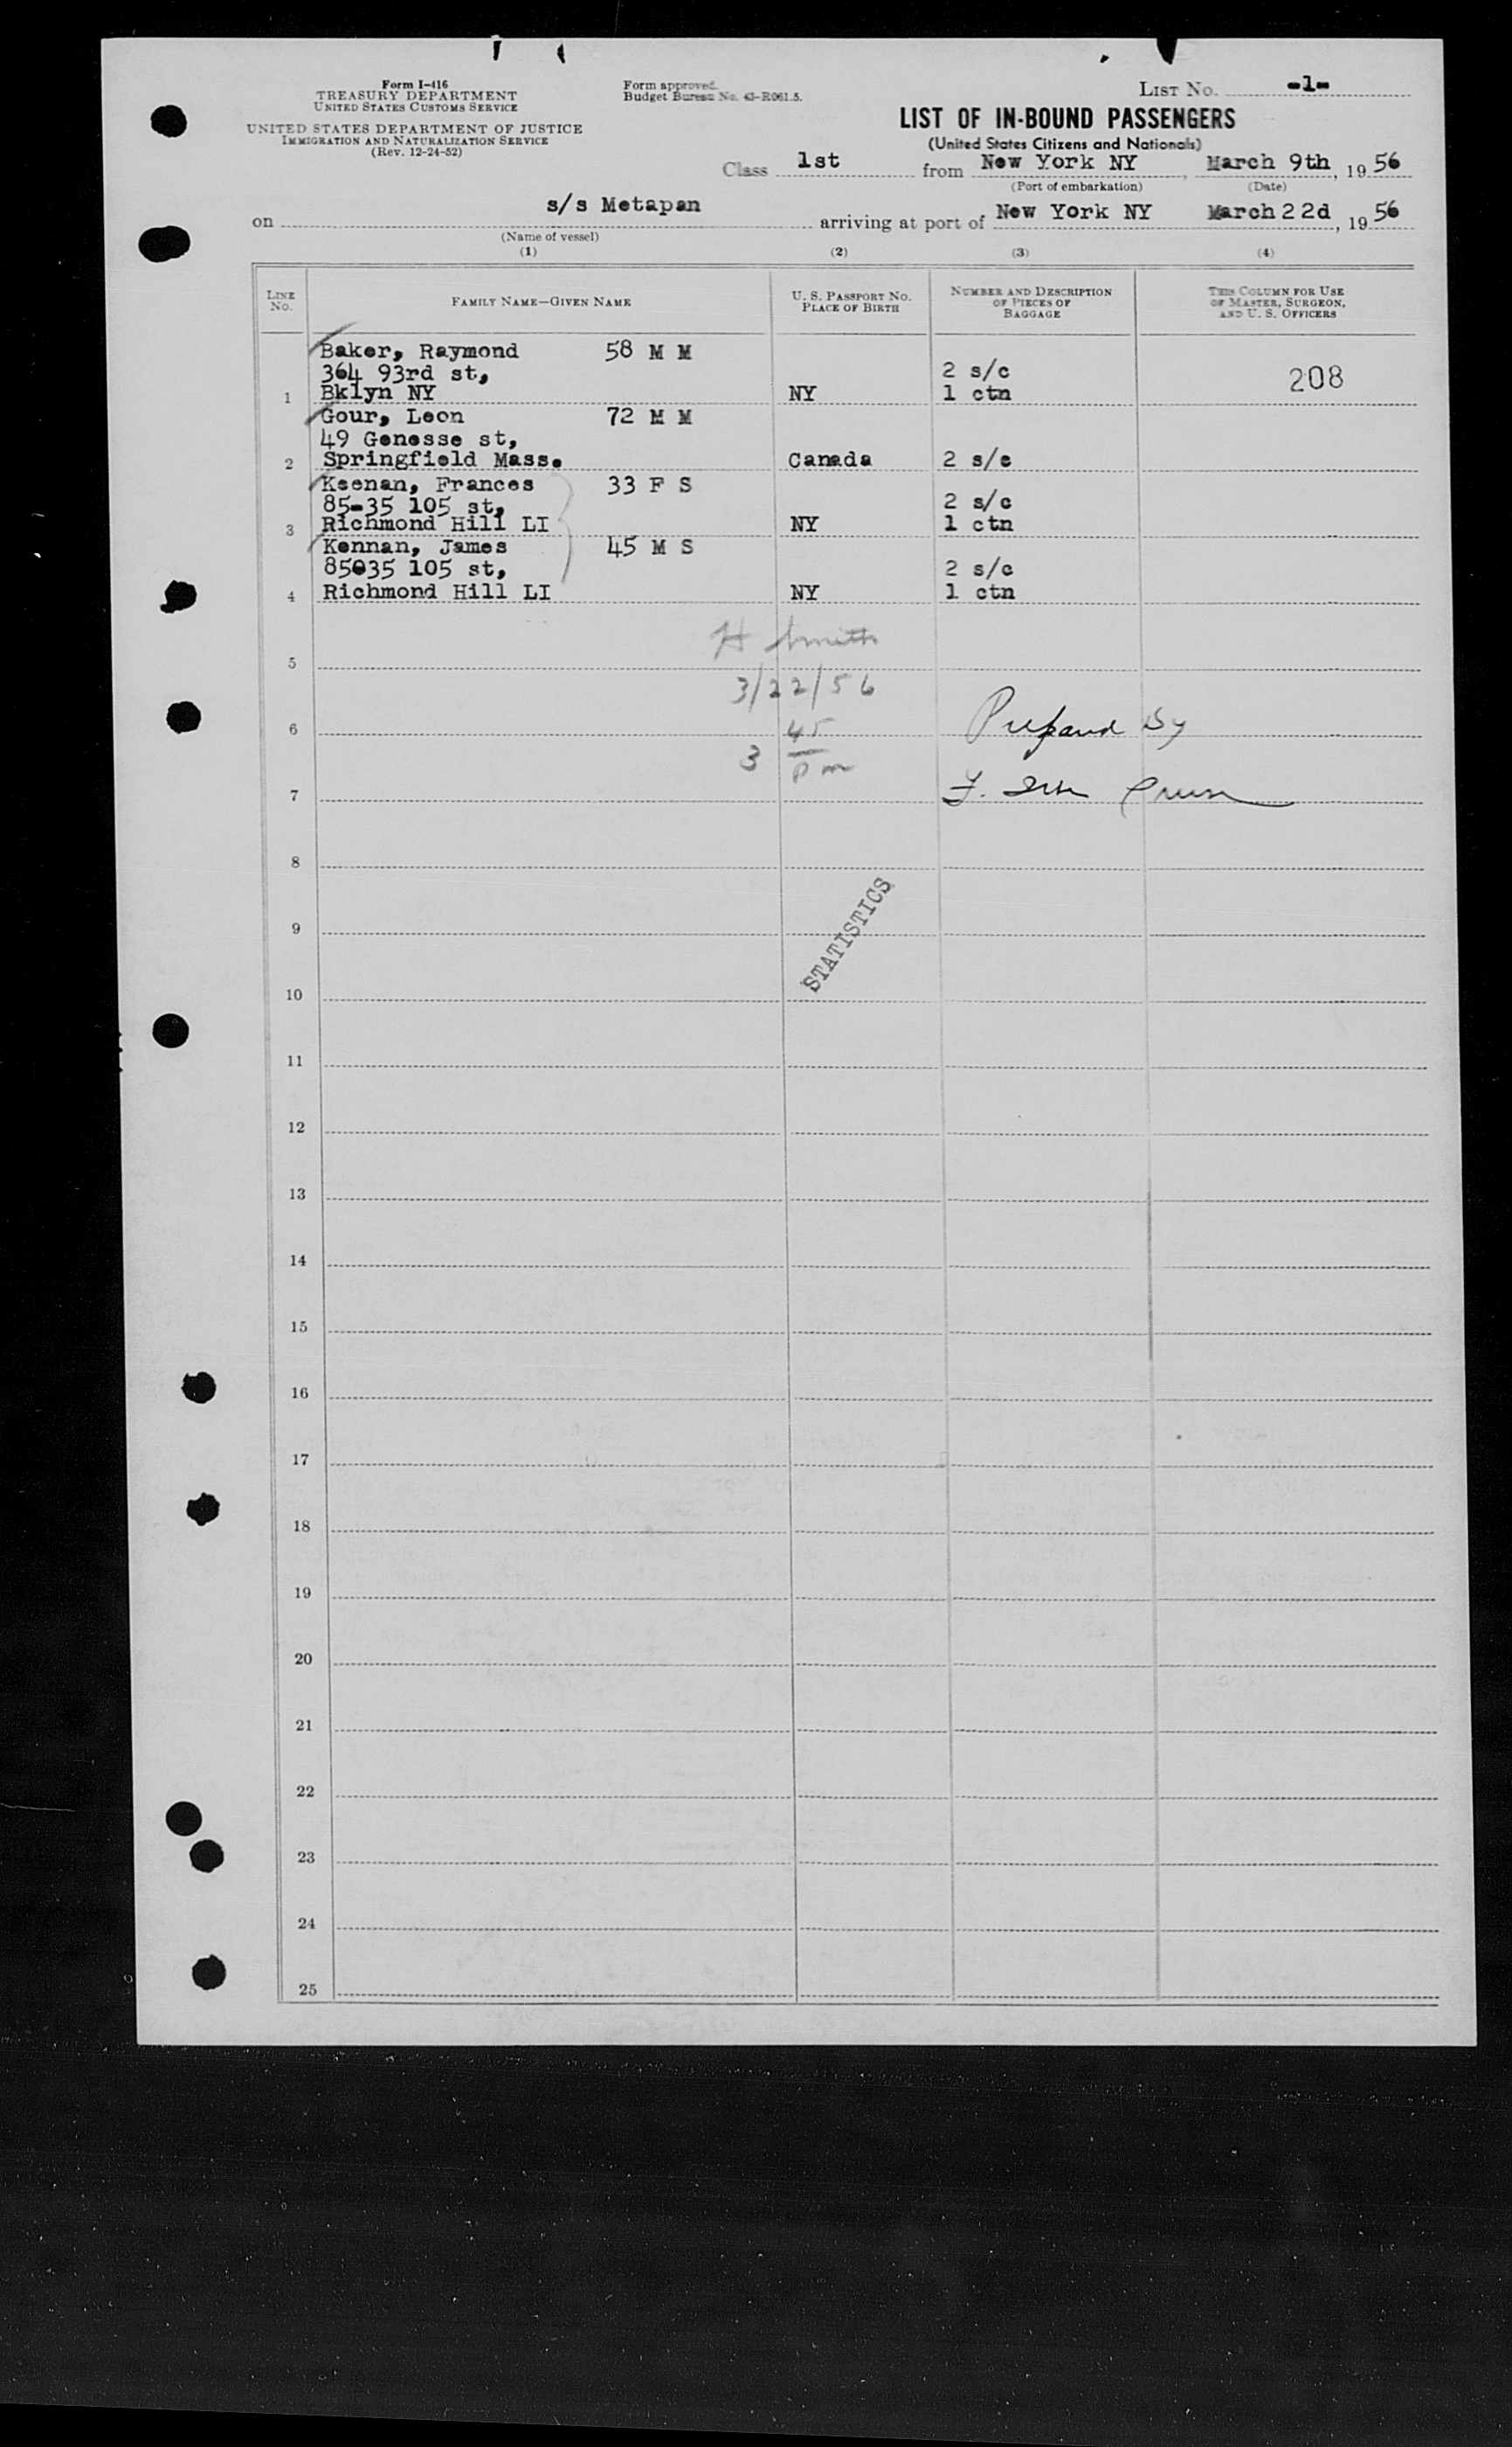 Form I-416
TREASURY DEPARTMENT
UNITED STATES CUSTOMS SERVICE
UNITED STATES DEPARTMENT OF JUSTICE
IMMIGRATION AND NATURALIZATION SERVICE
(Rev. 12-24-52)
Form approved.
Budget Bureau No. 43-R061.5.
LIST NO. -1-
LIST OF IN-BOUND PASSENGERS
(United States Citizens and Nationals)
Class 1st from New York NY, March 9th, 1956
(Port of embarkation) (Date)
on s/s Metapan arriving at port of New York NY March 22d, 1956
(Name of vessel)
(1) (2) (3) (4)
LINE NO. FAMILY NAME—GIVEN NAME U. S. PASSPORT NO. PLACE OF BIRTH NUMBER AND DESCRIPTION OF PIECES OF BAGGAGE THIS COLUMN FOR USE OF MASTER, SURGEON, AND U. S. OFFICERS
Baker, Raymond 58 M M
364 93rd st, 2 s/c 208
1 Bklyn NY NY 1 ctn
Gour, Leon 72 M M
49 Genesse st,
2 Springfield Mass. Canada 2 s/c
Keenan, Frances 33 F S
85-35 105 st, 2 s/c
3 Richmond Hill LI NY 1 ctn
Kennan, James 45 M S
85035 105 st, 2 s/c
4 Richmond Hill LI NY 1 ctn
H Smith
5
3/22/56
6 Prepared By
3 45 pm
7
8
STATISTICS
9
10
11
12
13
14
15
16
17
18
19
20
21
22
23
24
25